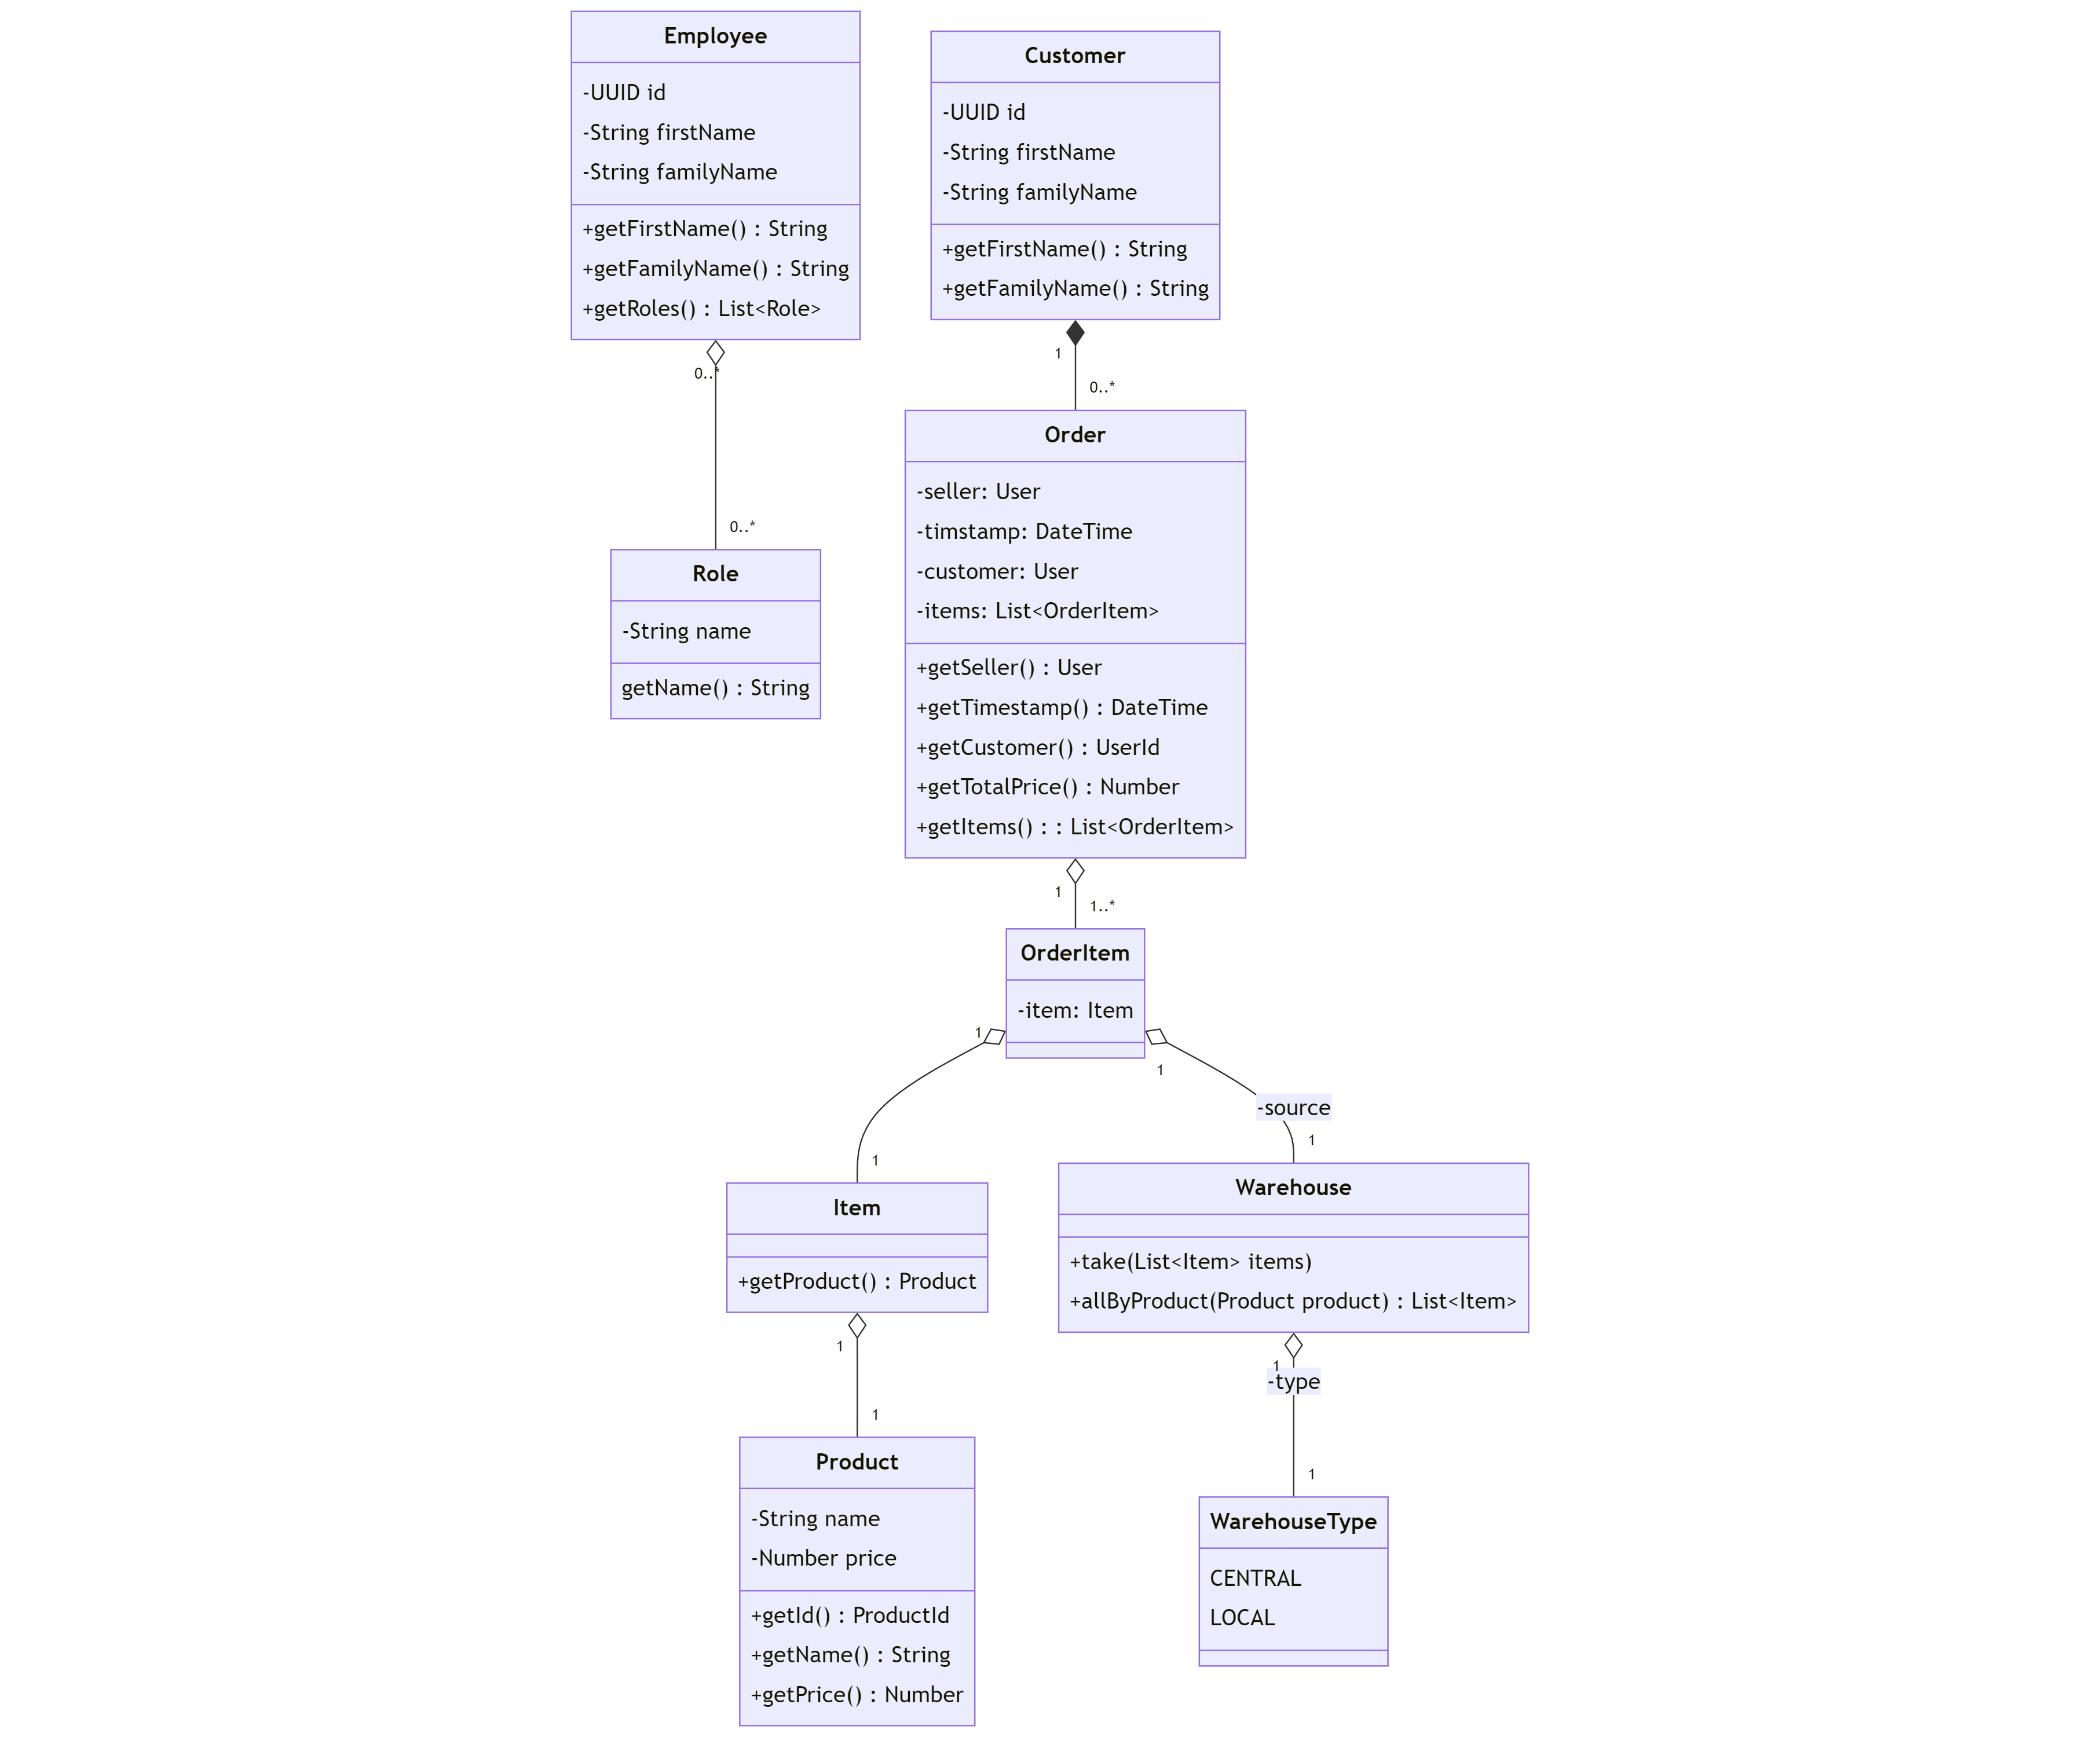 Employee
-UUID id
-String firstName
-String familyName
+getFirstName() : String
+getFamilyName() : String
+getRoles() : List<Role>
0..*
0..*
Role
-String name
getName() : String
Customer
-UUID id
-String firstName
-String familyName
+getFirstName() : String
+getFamilyName() : String
1
0..*
Order
-seller: User
-timstamp: DateTime
-customer: User
-items: List<OrderItem>
+getSeller() : User
+getTimestamp() : DateTime
+getCustomer() : UserId
+getTotalPrice() : Number
+getItems() : : List<OrderItem>
1
1..*
OrderItem
-item: Item
1
1
1
-source
1
Item
+getProduct() : Product
1
1
Product
-String name
-Number price
+getId() : ProductId
+getName() : String
+getPrice() : Number
Warehouse
+take(List<Item> items)
+allByProduct(Product product) : List<Item>
1
-type
1
WarehouseType
CENTRAL
LOCAL